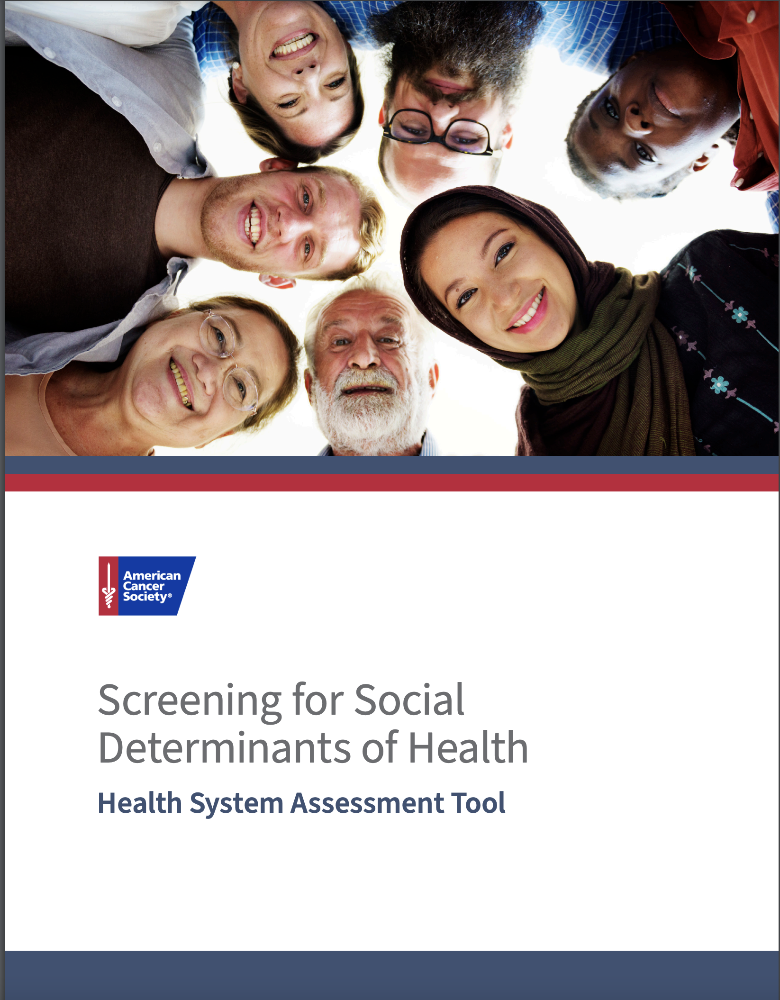 American
Cancer
Society®
Screening for Social
Determinants of Health
Health System Assessment Tool